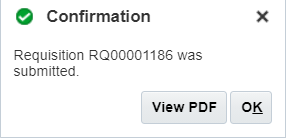 Confirmation
Requisition RQ00001186 was
submitted.
View PDF OK